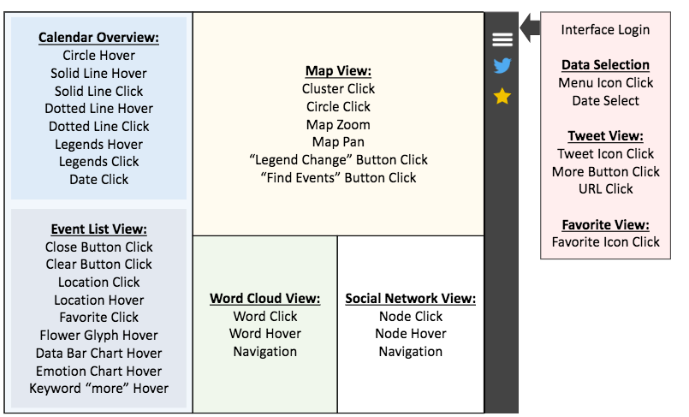 Calendar Overview:
Circle Hover
Solid Line Hover
Solid Line Click
Dotted Line Hover
Dotted Line Click
Legends Hover
Legends Click
Date Click
Event List View:
Close Button Click
Clear Button Click
Location Click
Location Hover
Favorite Click
Flower Glyph Hover
Data Bar Chart Hover
Emotion Chart Hover
Keyword “more” Hover
Map View:
Cluster Click
Circle Click
Map Zoom
Map Pan
“Legend Change” Button Click
“Find Events” Button Click
Word Cloud View:
Word Click
Word Hover
Navigation
Social Network View:
Node Click
Node Hover
Navigation
Interface Login
Data Selection
Menu Icon Click
Date Select
Tweet View:
Tweet Icon Click
More Button Click
URL Click
Favorite View:
Favorite Icon Click